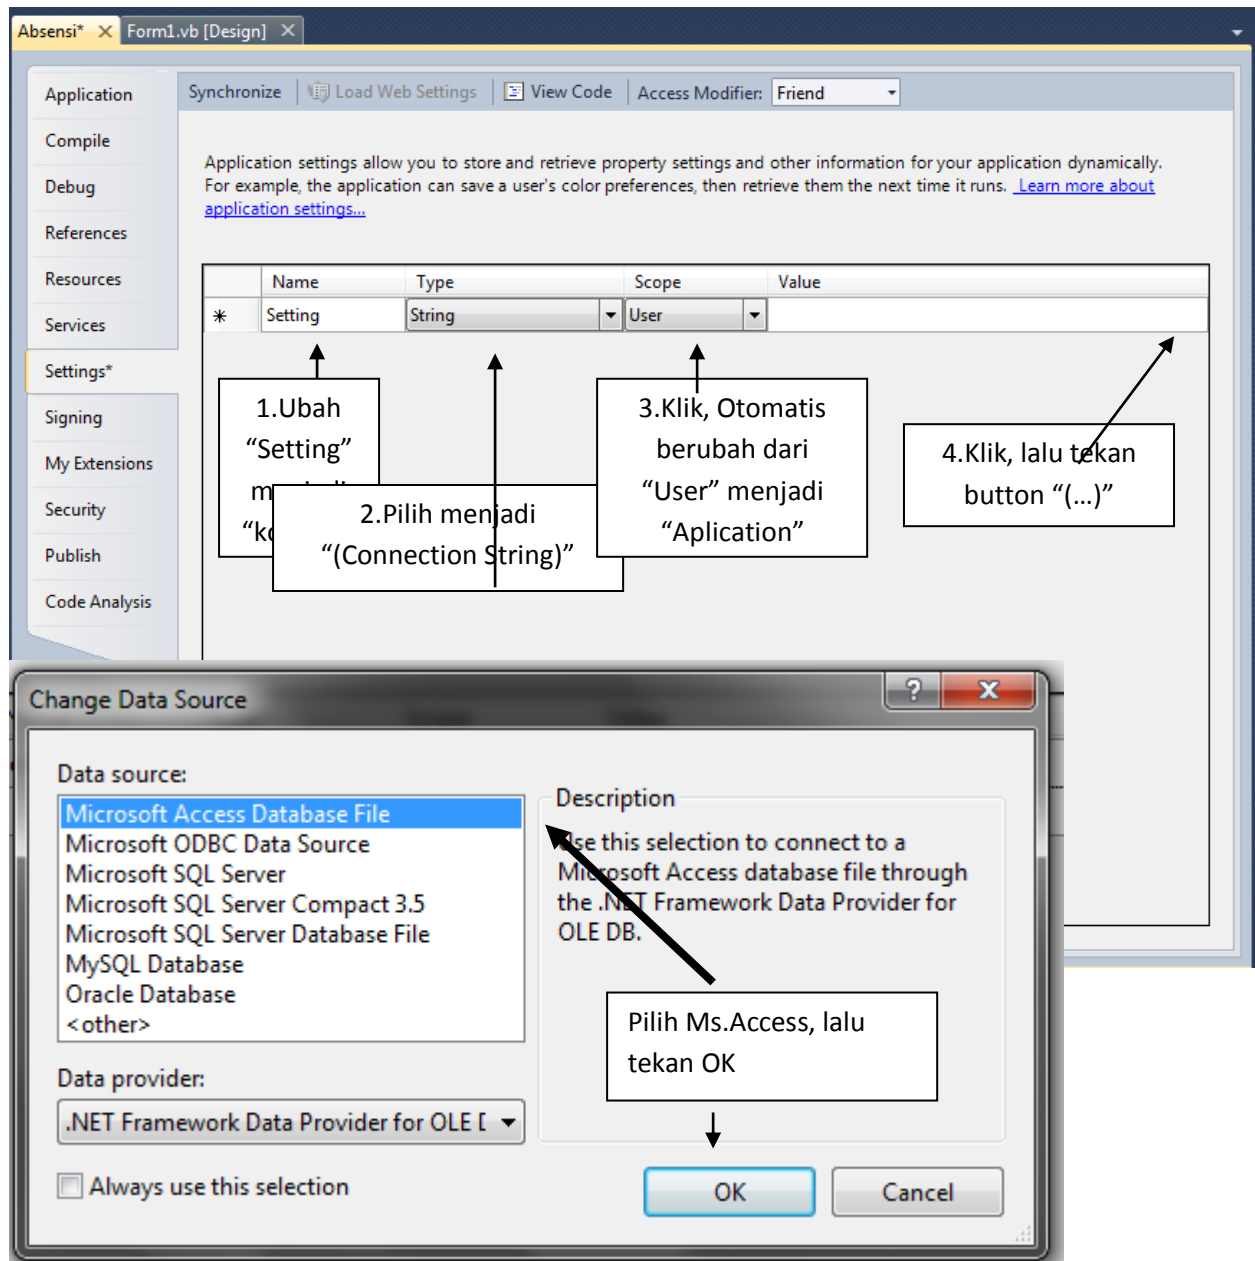 Absensi* Form1.vb [Design]
Synchronize Load Web Settings View Code Access Modifier: Friend
Application
Compile
Debug
References
Resources
Services
Settings*
Signing
My Extensions
Security
Publish
Code Analysis
Application settings allow you to store and retrieve property settings and other information for your application dynamically.
For example, the application can save a user's color preferences, then retrieve them the next time it runs. Learn more about
application settings...
Name Type Scope Value
Setting String User
1.Ubah
“Setting”
2.Pilih menjadi
“(Connection String)”
3.Klik, Otomatis
berubah dari
“User” menjadi
“Aplication”
4.Klik, lalu tekan
button “(…)”
Change Data Source
Data source:
Microsoft Access Database File
Microsoft ODBC Data Source
Microsoft SQL Server
Microsoft SQL Server Compact 3.5
Microsoft SQL Server Database File
MySQL Database
Oracle Database
<other>
Description
Use this selection to connect to a
Microsoft Access database file through
the .NET Framework Data Provider for
OLE DB.
Pilih Ms.Access, lalu
tekan OK
Data provider:
.NET Framework Data Provider for OLE
Always use this selection
OK Cancel